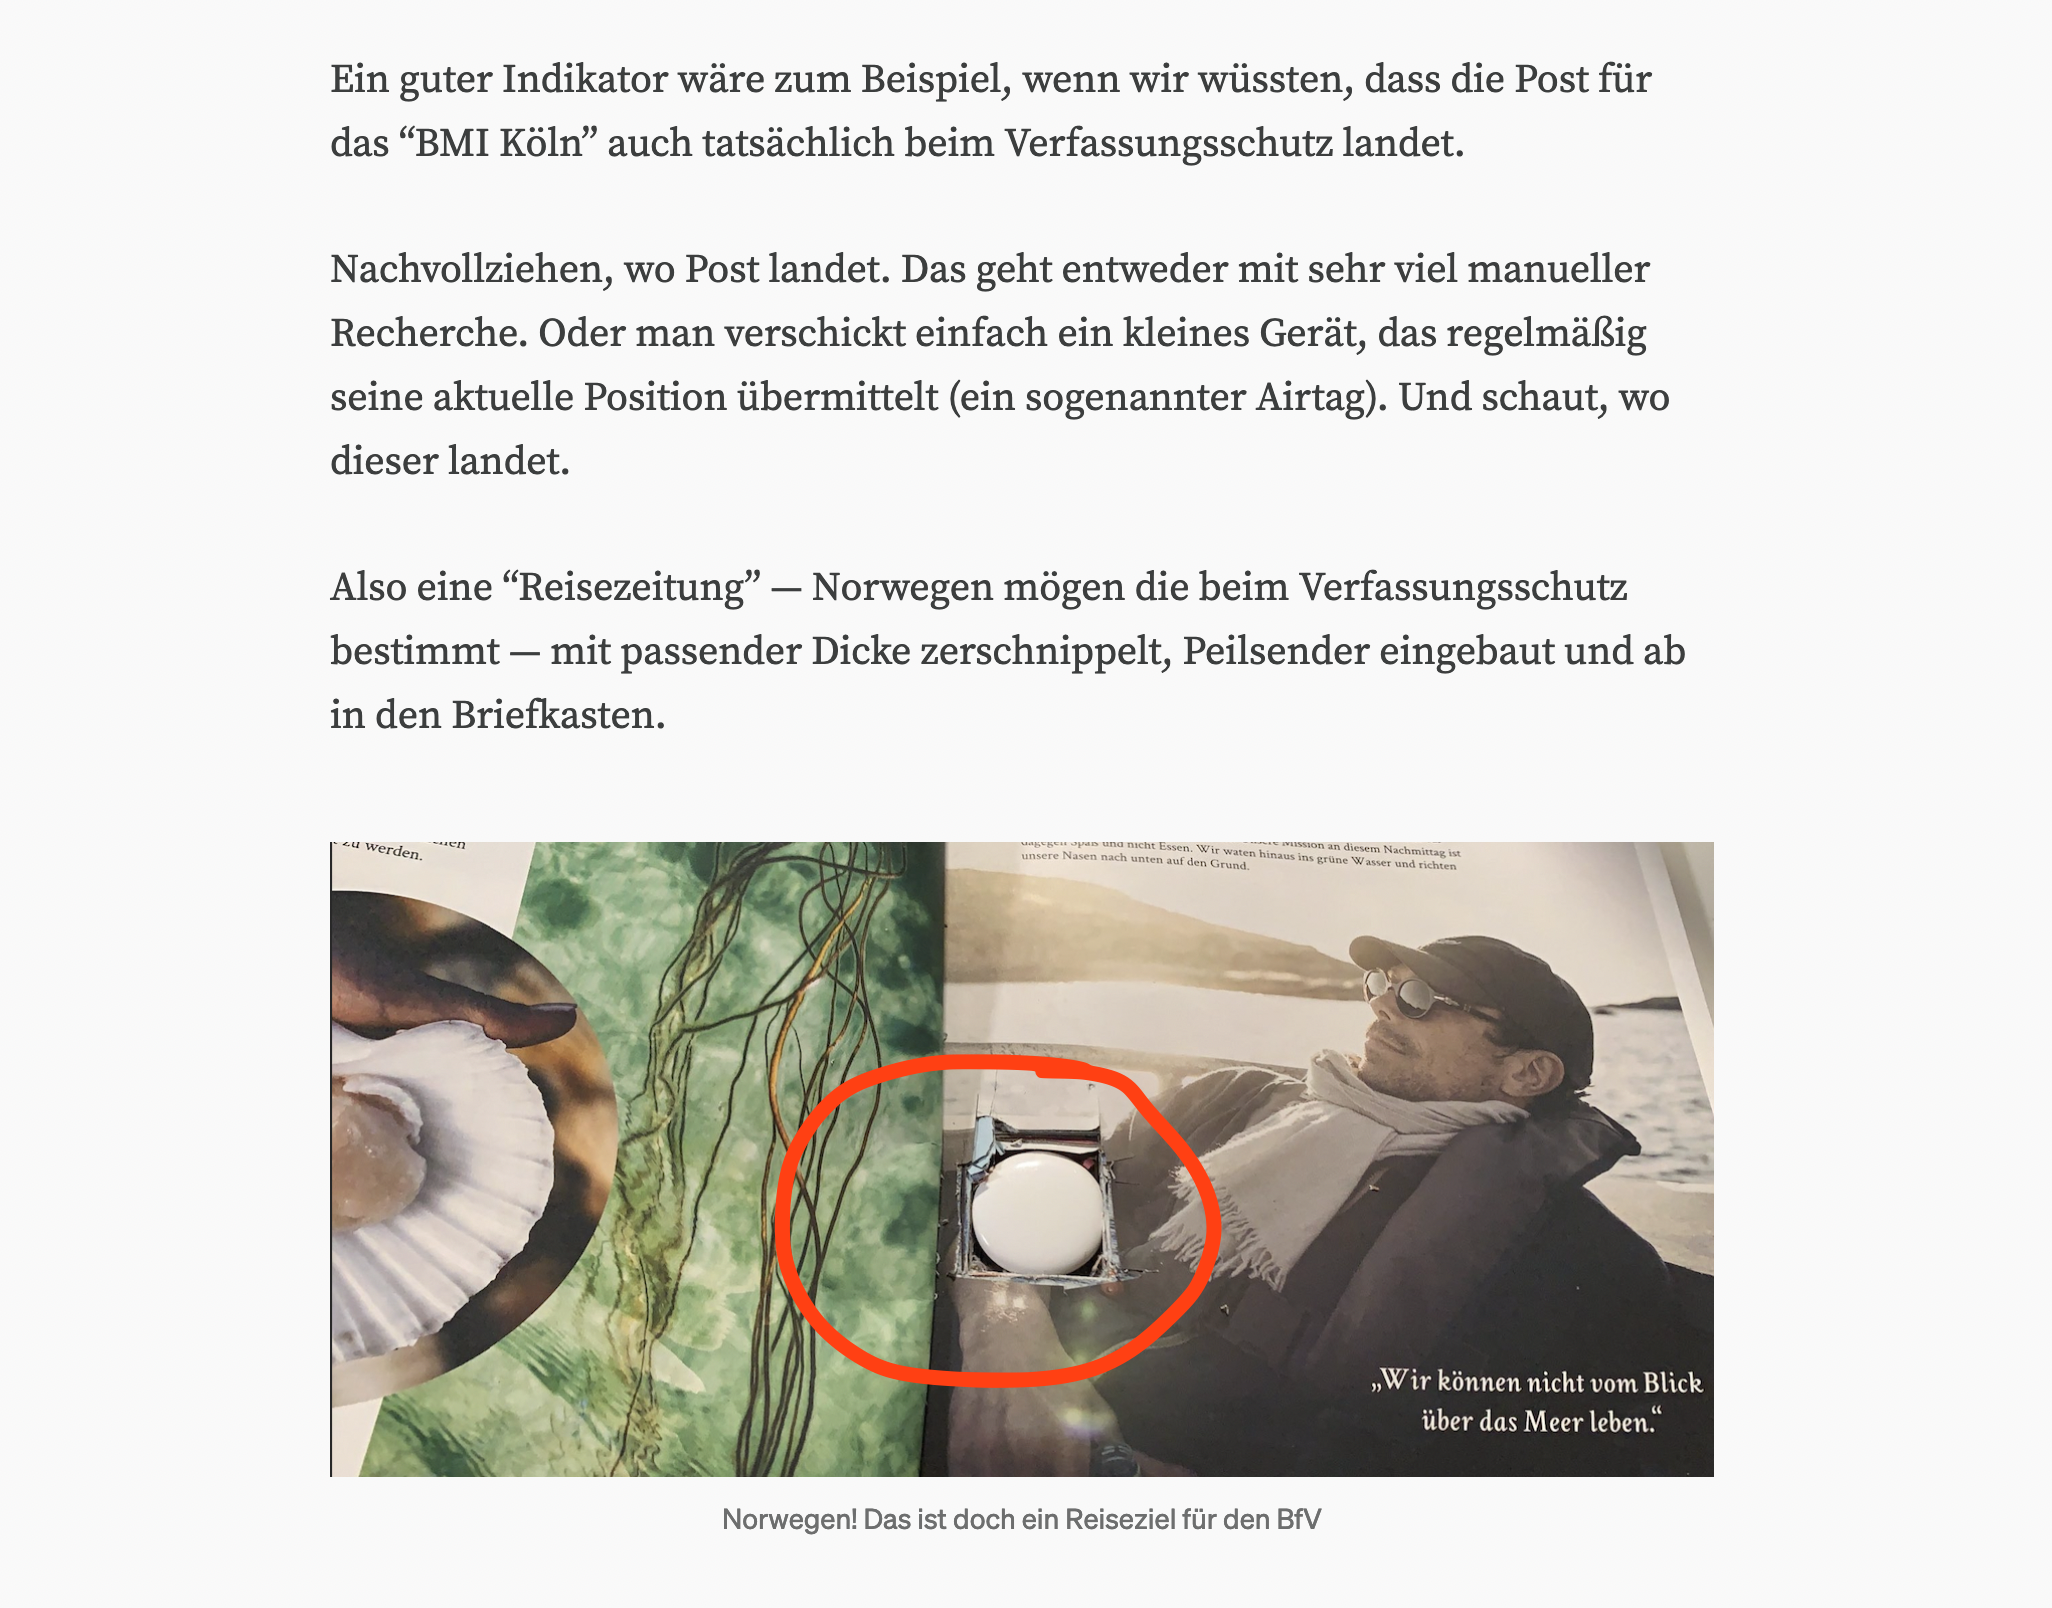 Ein guter Indikator wäre zum Beispiel, wenn wir wüssten, dass die Post für
das “BMI Köln” auch tatsächlich beim Verfassungsschutz landet.
Nachvollziehen, wo Post landet. Das geht entweder mit sehr viel manueller
Recherche. Oder man verschickt einfach ein kleines Gerät, das regelmäßig
seine aktuelle Position übermittelt (ein sogenannter Airtag). Und schaut, wo
dieser landet.
Also eine “Reisezeitung” — Norwegen mögen die beim Verfassungsschutz
bestimmt — mit passender Dicke zerschnippelt, Peilsender eingebaut und ab
in den Briefkasten.
zu werden.
dagegen Spaß und nicht Essen. Mission an diesem Nachmittag ist
unsere Nasen nach unten auf den Grund. Wir waten hinaus ins grüne Wasser und richten
„Wir können nicht vom Blick
über das Meer leben.“
Norwegen! Das ist doch ein Reiseziel für den BfV